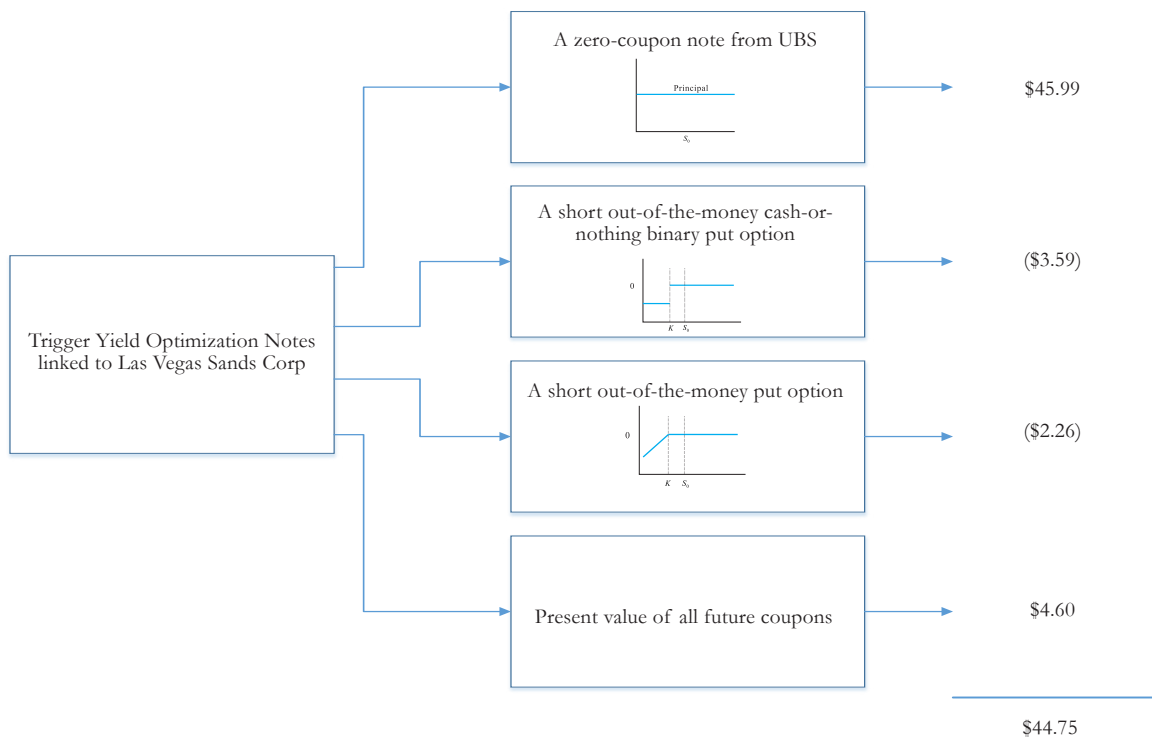 A zero-coupon note from UBS
Principal
S₀
$45.99
A short out-of-the-money cash-or-
nothing binary put option
0
K
S₀
($3.59)
Trigger Yield Optimization Notes
linked to Las Vegas Sands Corp
A short out-of-the-money put option
0
K
S₀
($2.26)
Present value of all future coupons
$4.60
$44.75